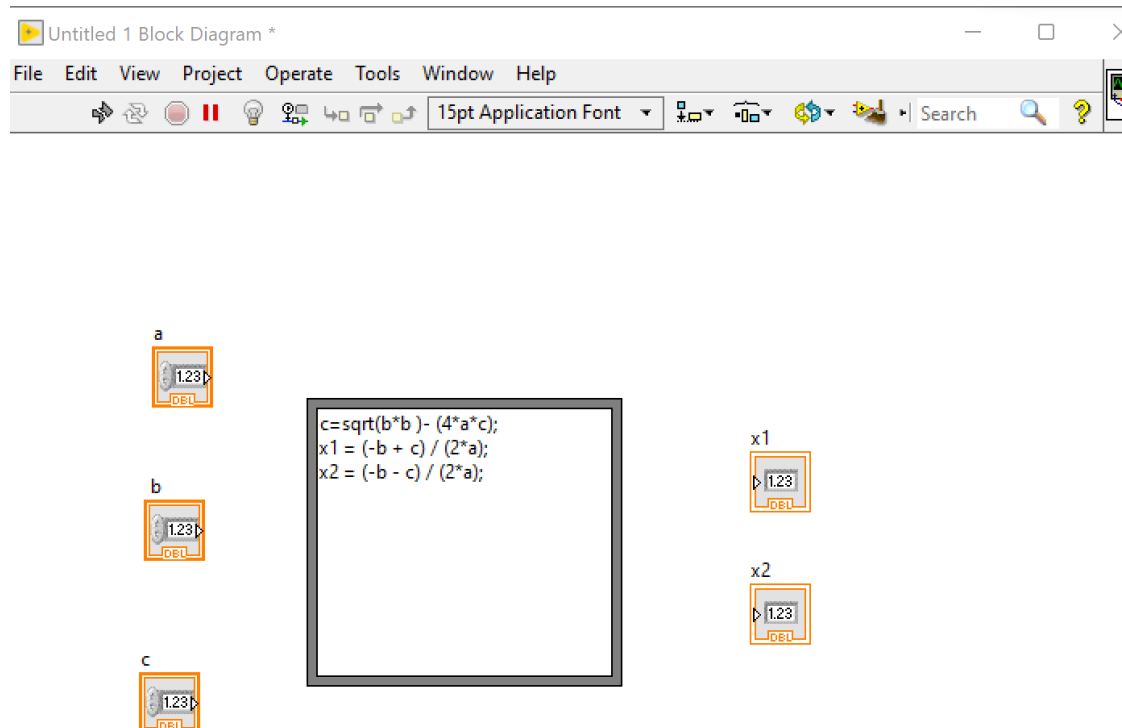 Untitled 1 Block Diagram *
File Edit View Project Operate Tools Window Help
15pt Application Font Search
a
1.23
DBL
c=sqrt(b*b )- (4*a*c);
x1 = (-b + c) / (2*a);
x2 = (-b - c) / (2*a);
x1
1.23
DBL
b
1.23
DBL
x2
1.23
DBL
c
1.23
DBL